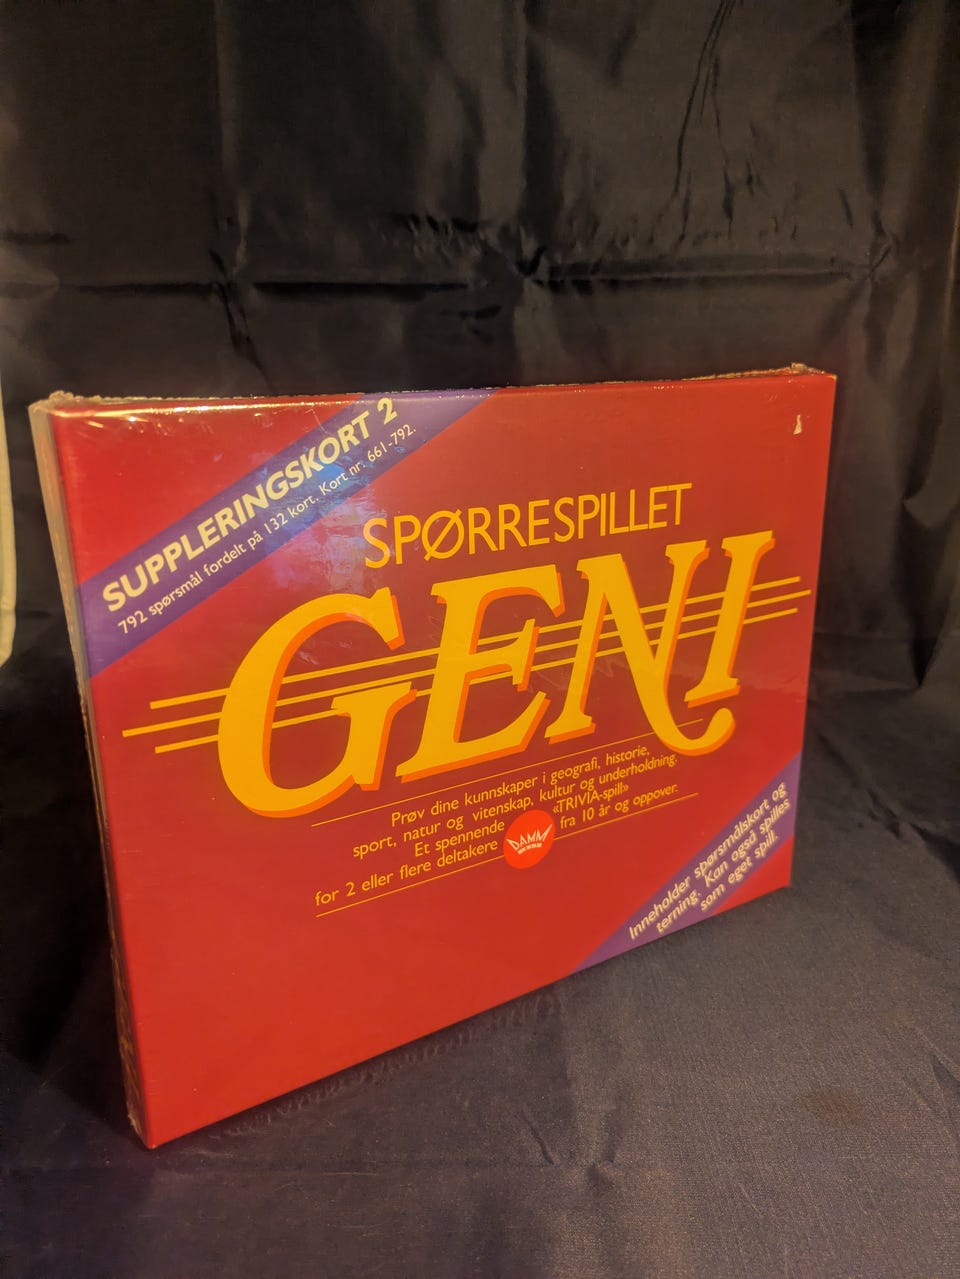 SUPPLERINGSKORT 2
792 spørsmål fordelt på 132 kort. Kort nr. 661-792.
SPØRRESPILLET
GENI
Prøv dine kunnskaper i geografi, historie,
sport, natur og vitenskap, kultur og underholdning.
Et spennende «TRIVIA-spill»
for 2 eller flere deltakere fra 10 år og oppover.
DAMM
Inneholder spørsmålskort og
terning. Kan også spilles
som eget spill.